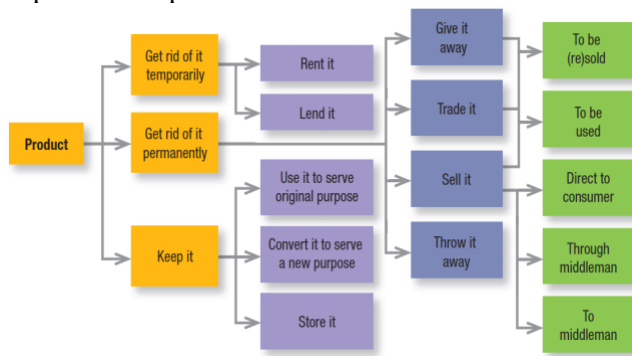 Product
Get rid of it
temporarily
Get rid of it
permanently
Keep it
Rent it
Lend it
Use it to serve
original purpose
Convert it to serve
a new purpose
Store it
Give it
away
Trade it
Sell it
Throw it
away
To be
(re)sold
To be
used
Direct to
consumer
Through
middleman
To
middleman